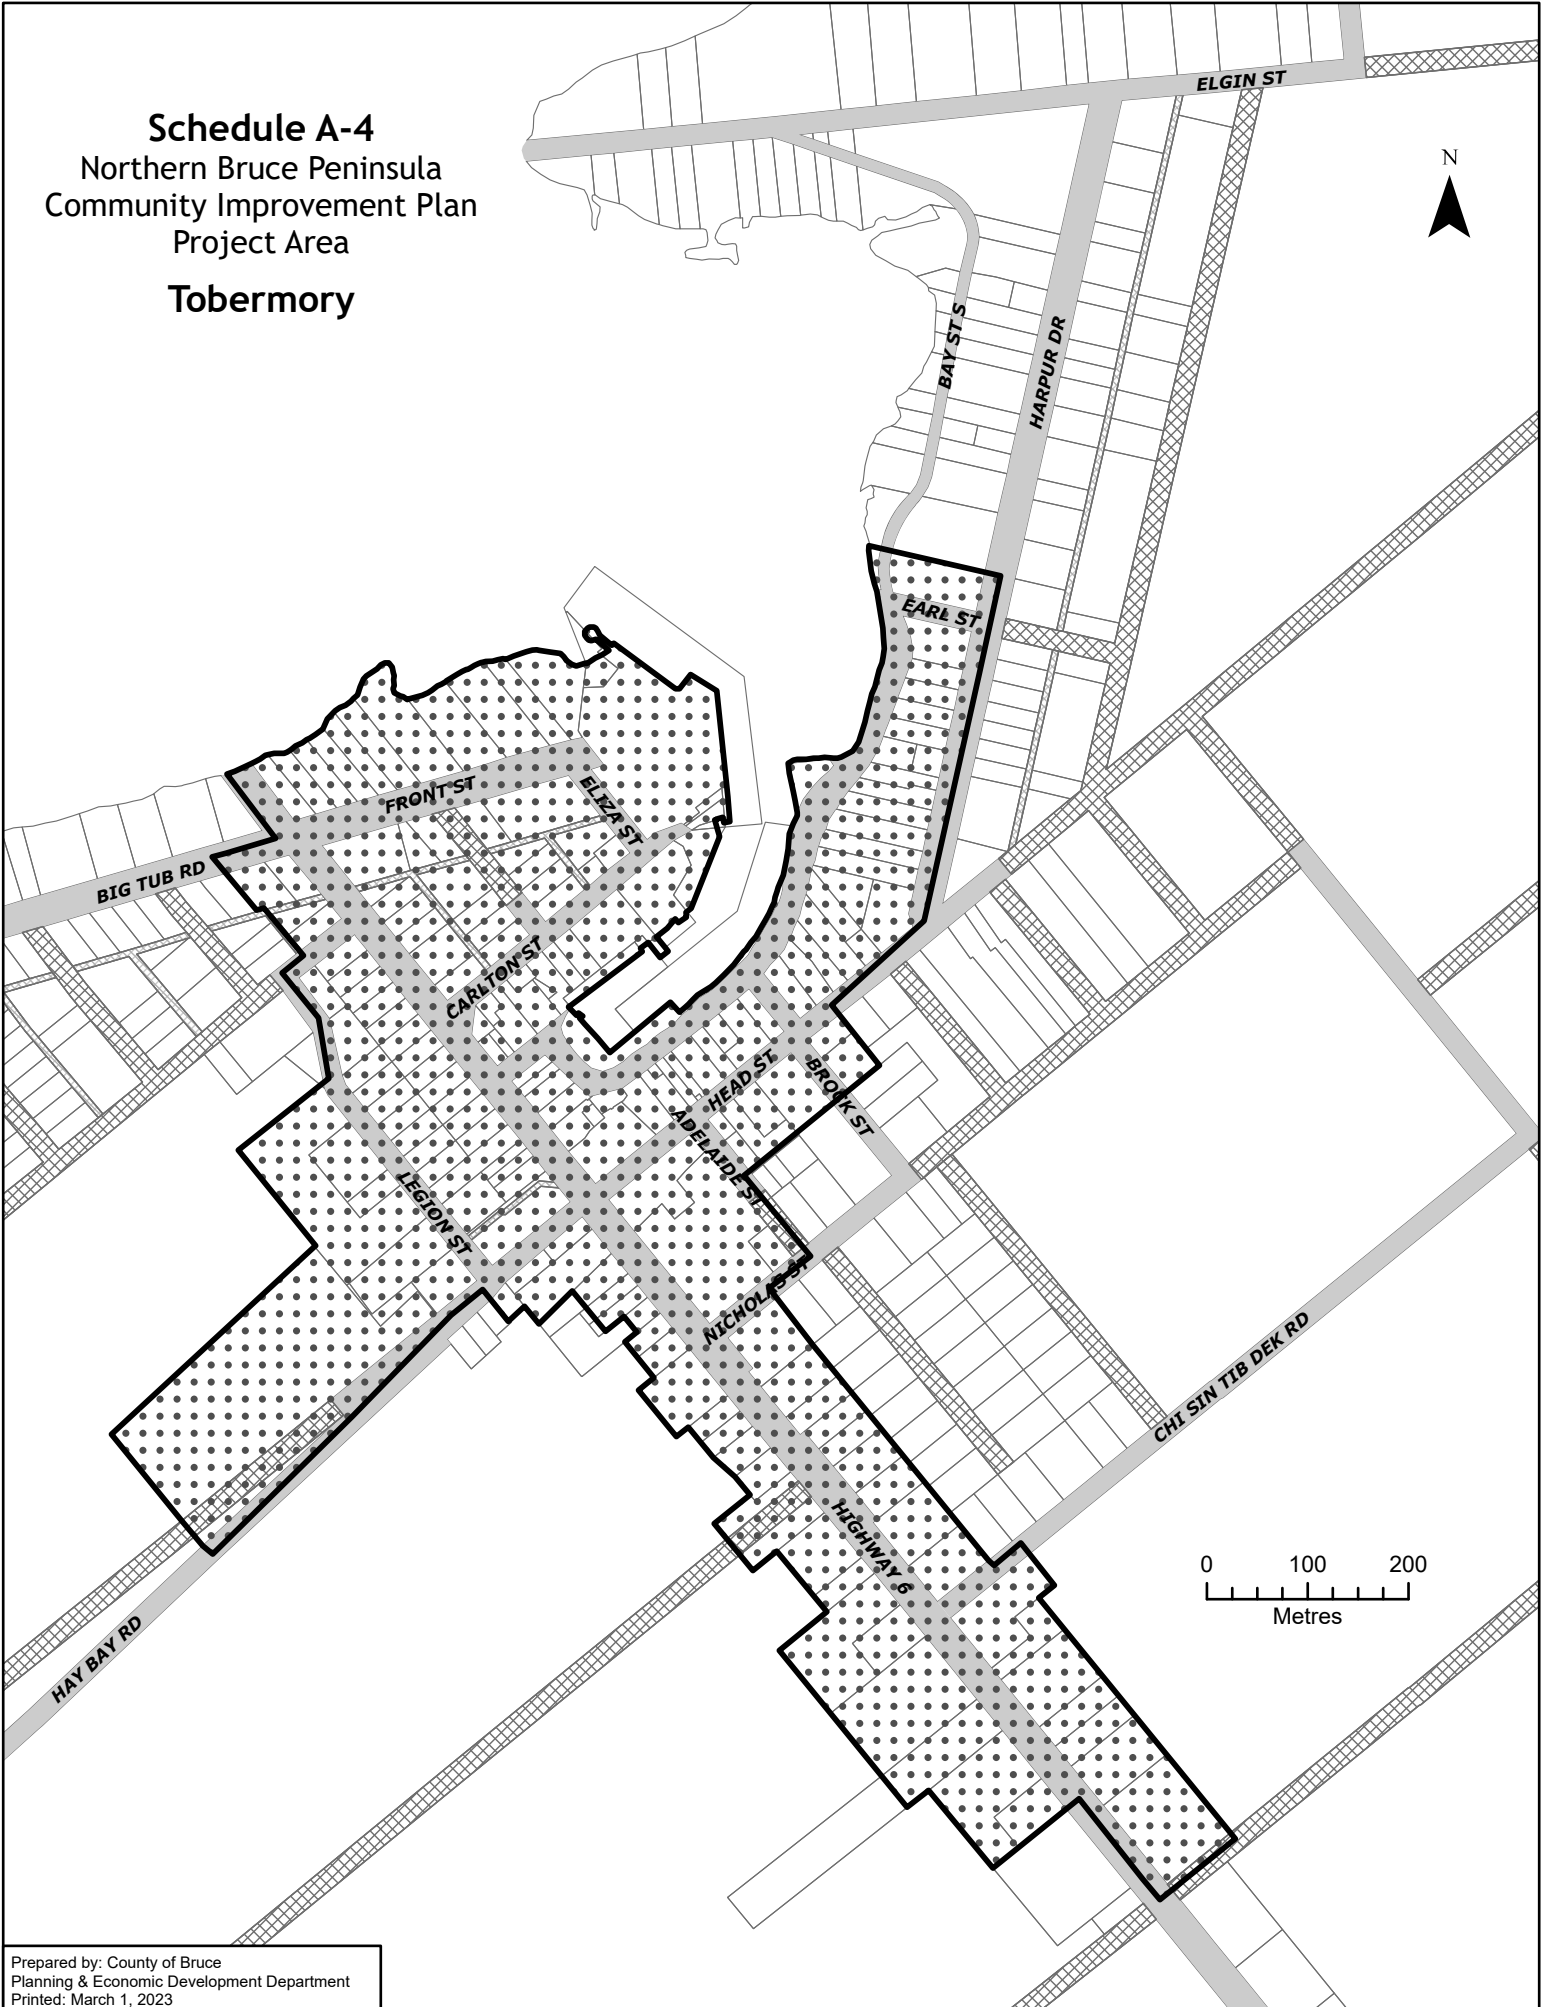 Schedule A-4
Northern Bruce Peninsula
Community Improvement Plan
Project Area
Tobermory
ELGIN ST
N
BAY ST S
HARPUR DR
EARL ST
FRONT ST
ELIZA ST
BIG TUB RD
CARLTON ST
HEAD ST
BROCK ST
ADELAIDE ST
LEGION ST
NICHOLAS ST
CHI SIN TIB DEK RD
HIGHWAY 6
HAY BAY RD
0 100 200
Metres
Prepared by: County of Bruce
Planning & Economic Development Department
Printed: March 1, 2023